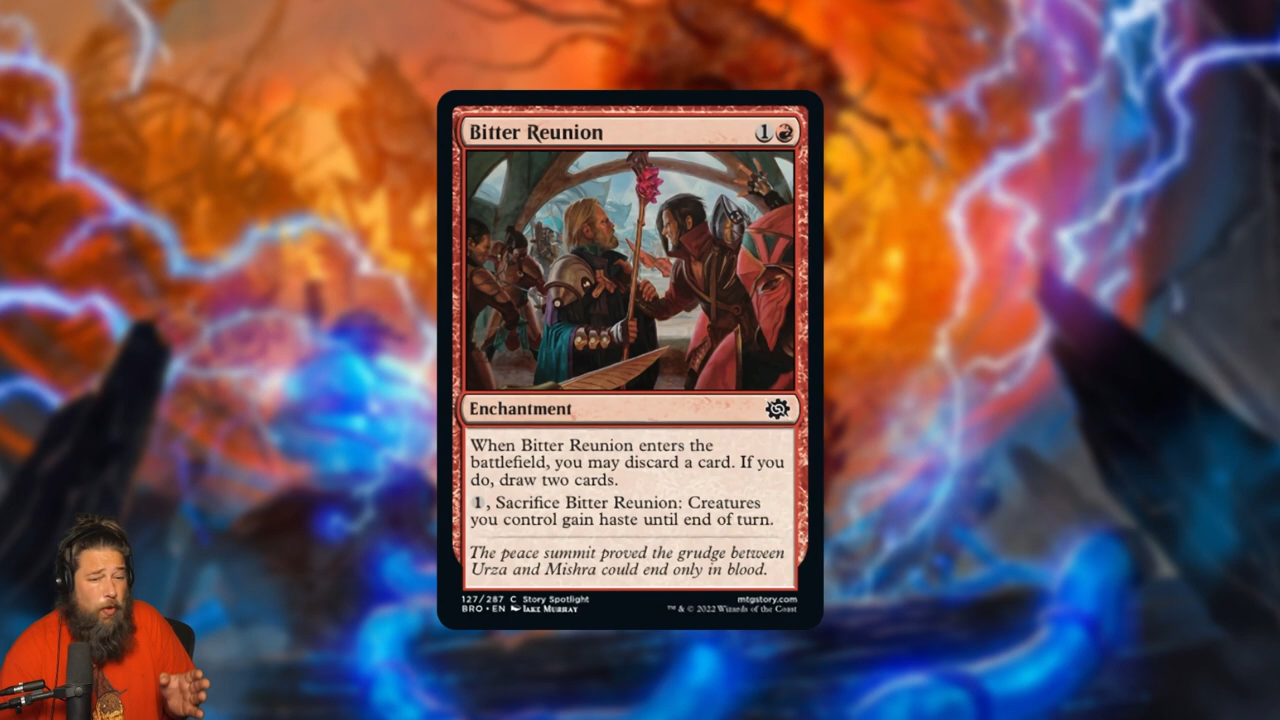 Bitter Reunion 1
Enchantment
When Bitter Reunion enters the
battlefield, you may discard a card. If you
do, draw two cards.
1, Sacrifice Bitter Reunion: Creatures
you control gain haste until end of turn.
The peace summit proved the grudge between
Urza and Mishra could end only in blood.
127/287 C Story Spotlight mtgstory.com
BRO • EN Jake Murray ™ & © 2022 Wizards of the Coast